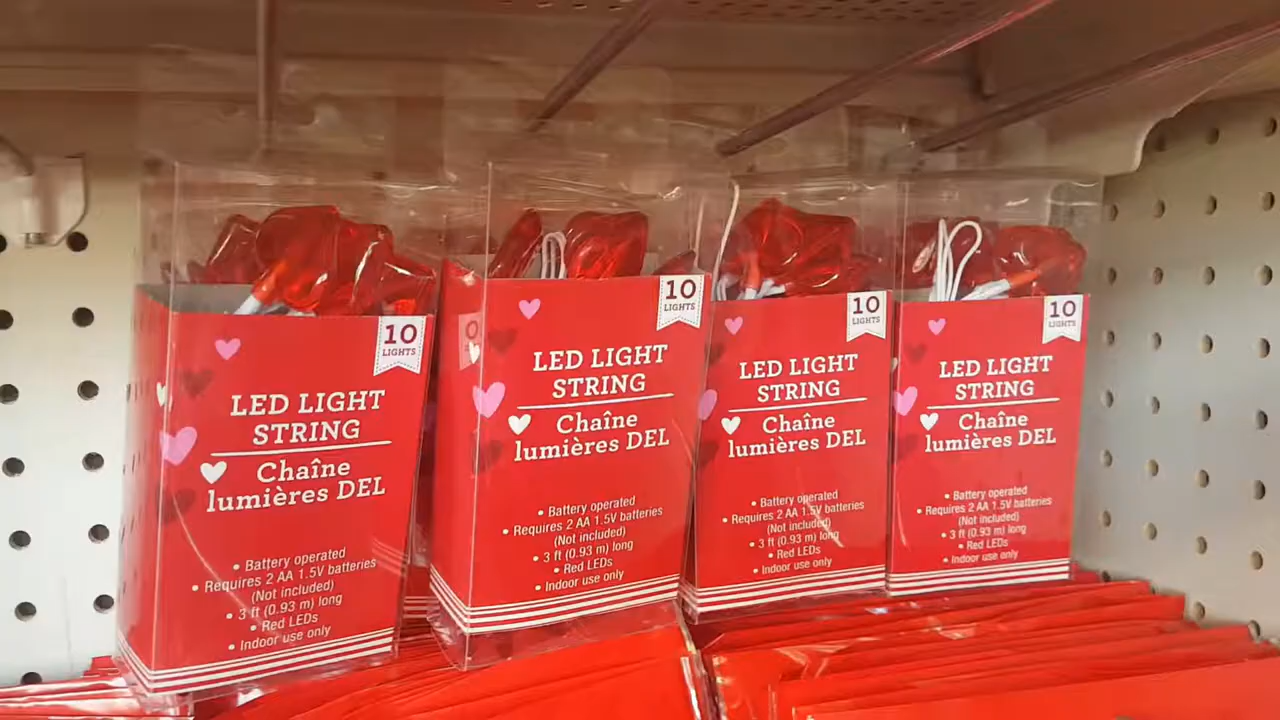 10
LIGHTS
LED LIGHT
STRING
Chaîne
lumières DEL
• Battery operated
• Requires 2 AA 1.5V batteries
(Not included)
• 3 ft (0.93 m) long
• Red LEDs
• Indoor use only
10
LIGHTS
LED LIGHT
STRING
Chaîne
lumières DEL
• Battery operated
• Requires 2 AA 1.5V batteries
(Not included)
• 3 ft (0.93 m) long
• Red LEDs
• Indoor use only
10
LIGHTS
LED LIGHT
STRING
Chaîne
lumières DEL
• Battery operated
• Requires 2 AA 1.5V batteries
(Not included)
• 3 ft (0.93 m) long
• Red LEDs
• Indoor use only
10
LIGHTS
LED LIGHT
STRING
Chaîne
lumières DEL
• Battery operated
• Requires 2 AA 1.5V batteries
(Not included)
• 3 ft (0.93 m) long
• Red LEDs
• Indoor use only